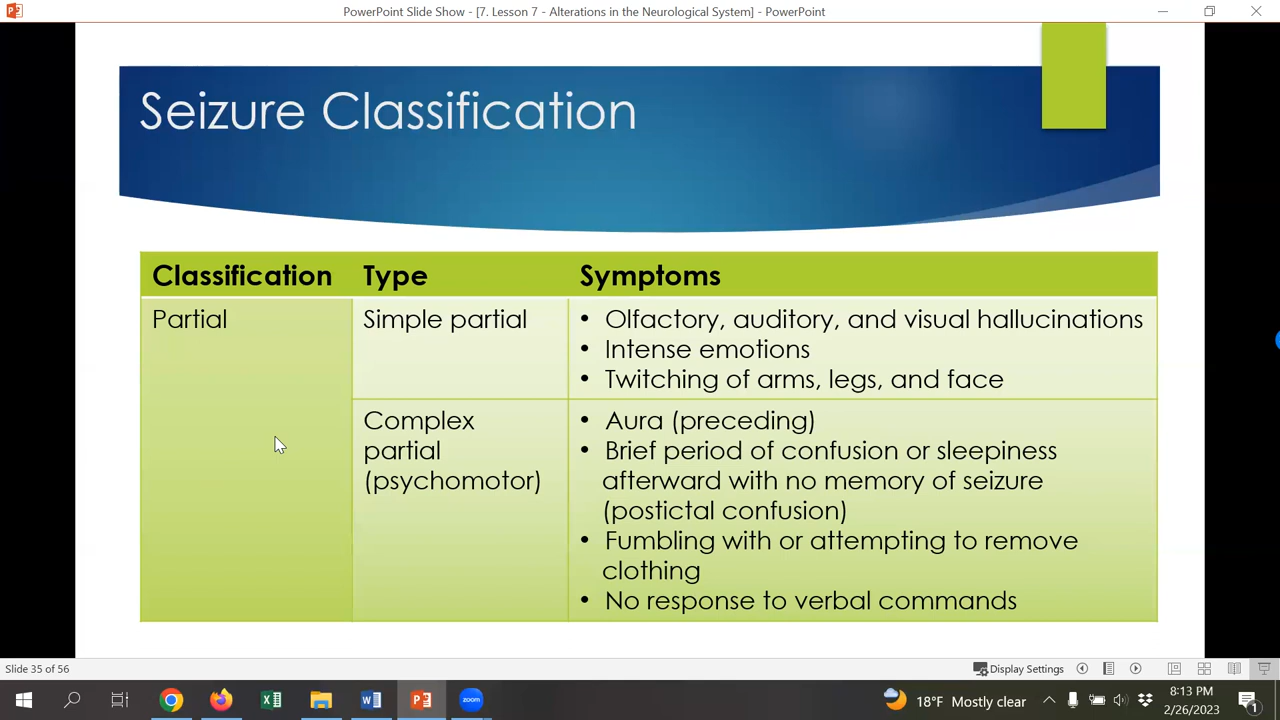 PowerPoint Slide Show - [7. Lesson 7 - Alterations in the Neurological System] - PowerPoint
Seizure Classification
Classification Type Symptoms
Partial Simple partial • Olfactory, auditory, and visual hallucinations
• Intense emotions
• Twitching of arms, legs, and face
Complex • Aura (preceding)
partial • Brief period of confusion or sleepiness
(psychomotor) afterward with no memory of seizure
(postictal confusion)
• Fumbling with or attempting to remove
clothing
• No response to verbal commands
Slide 35 of 56 Display Settings
zoom 18°F Mostly clear 8:13 PM
2/26/2023 1